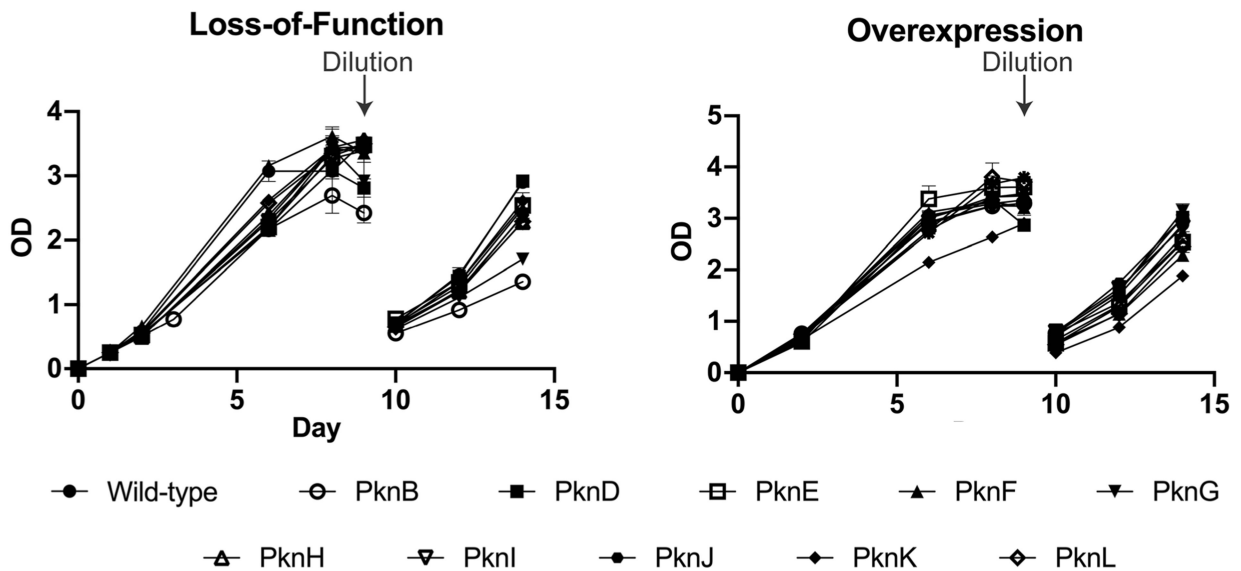 Loss-of-Function
Dilution
4
3
2
1
0
OD
0 5 10 15
Day
Overexpression
Dilution
5
4
3
2
1
0
OD
0 5 10 15
Wild-type PknB PknD PknE PknF PknG
PknH PknI PknJ PknK PknL